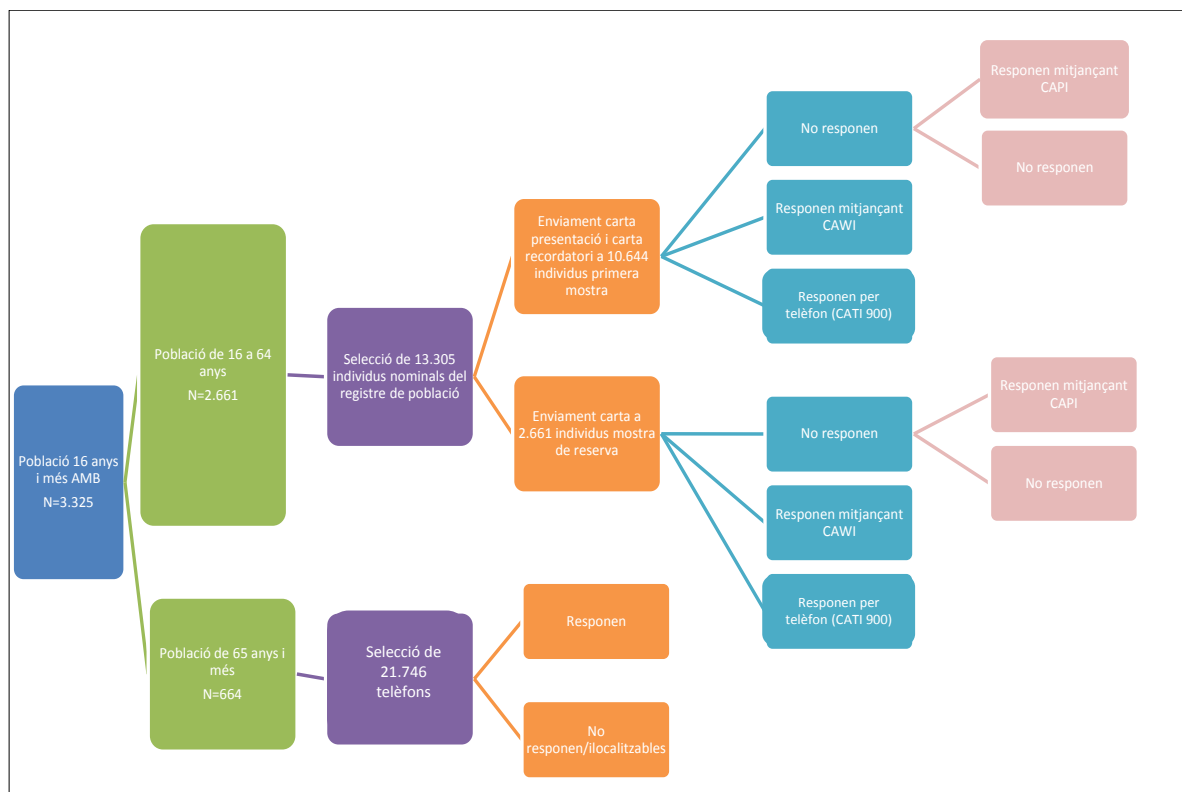 Població 16 anys
i més AMB
N=3.325
Població de 16 a 64
anys
N=2.661
Població de 65 anys i
més
N=664
Selecció de 13.305
individus nominals del
registre de població
Selecció de
21.746
telèfons
Enviament carta
presentació i carta
recordatori a 10.644
individus primera
mostra
Enviament carta a
2.661 individus mostra
de reserva
Responen
No
responen/ilocalitzables
No responen
Responen mitjançant
CAWI
Responen per
telèfon (CATI 900)
No responen
Responen mitjançant
CAWI
Responen per
telèfon (CATI 900)
Responen mitjançant
CAPI
No responen
Responen mitjançant
CAPI
No responen